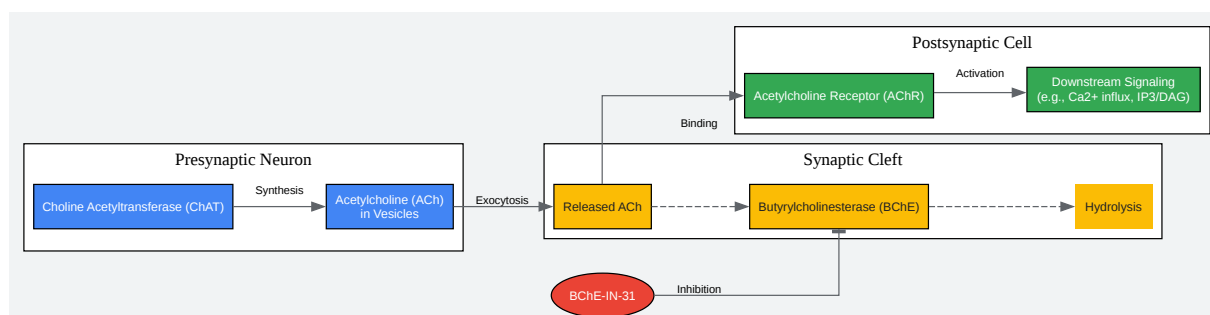 Postsynaptic Cell
Acetylcholine Receptor (AChR)
Activation
Downstream Signaling
(e.g., Ca2+ influx, IP3/DAG)
Binding
Presynaptic Neuron
Choline Acetyltransferase (ChAT)
Synthesis
Acetylcholine (ACh)
in Vesicles
Exocytosis
Synaptic Cleft
Released ACh
Butyrylcholinesterase (BChE)
Hydrolysis
BChE-IN-31
Inhibition